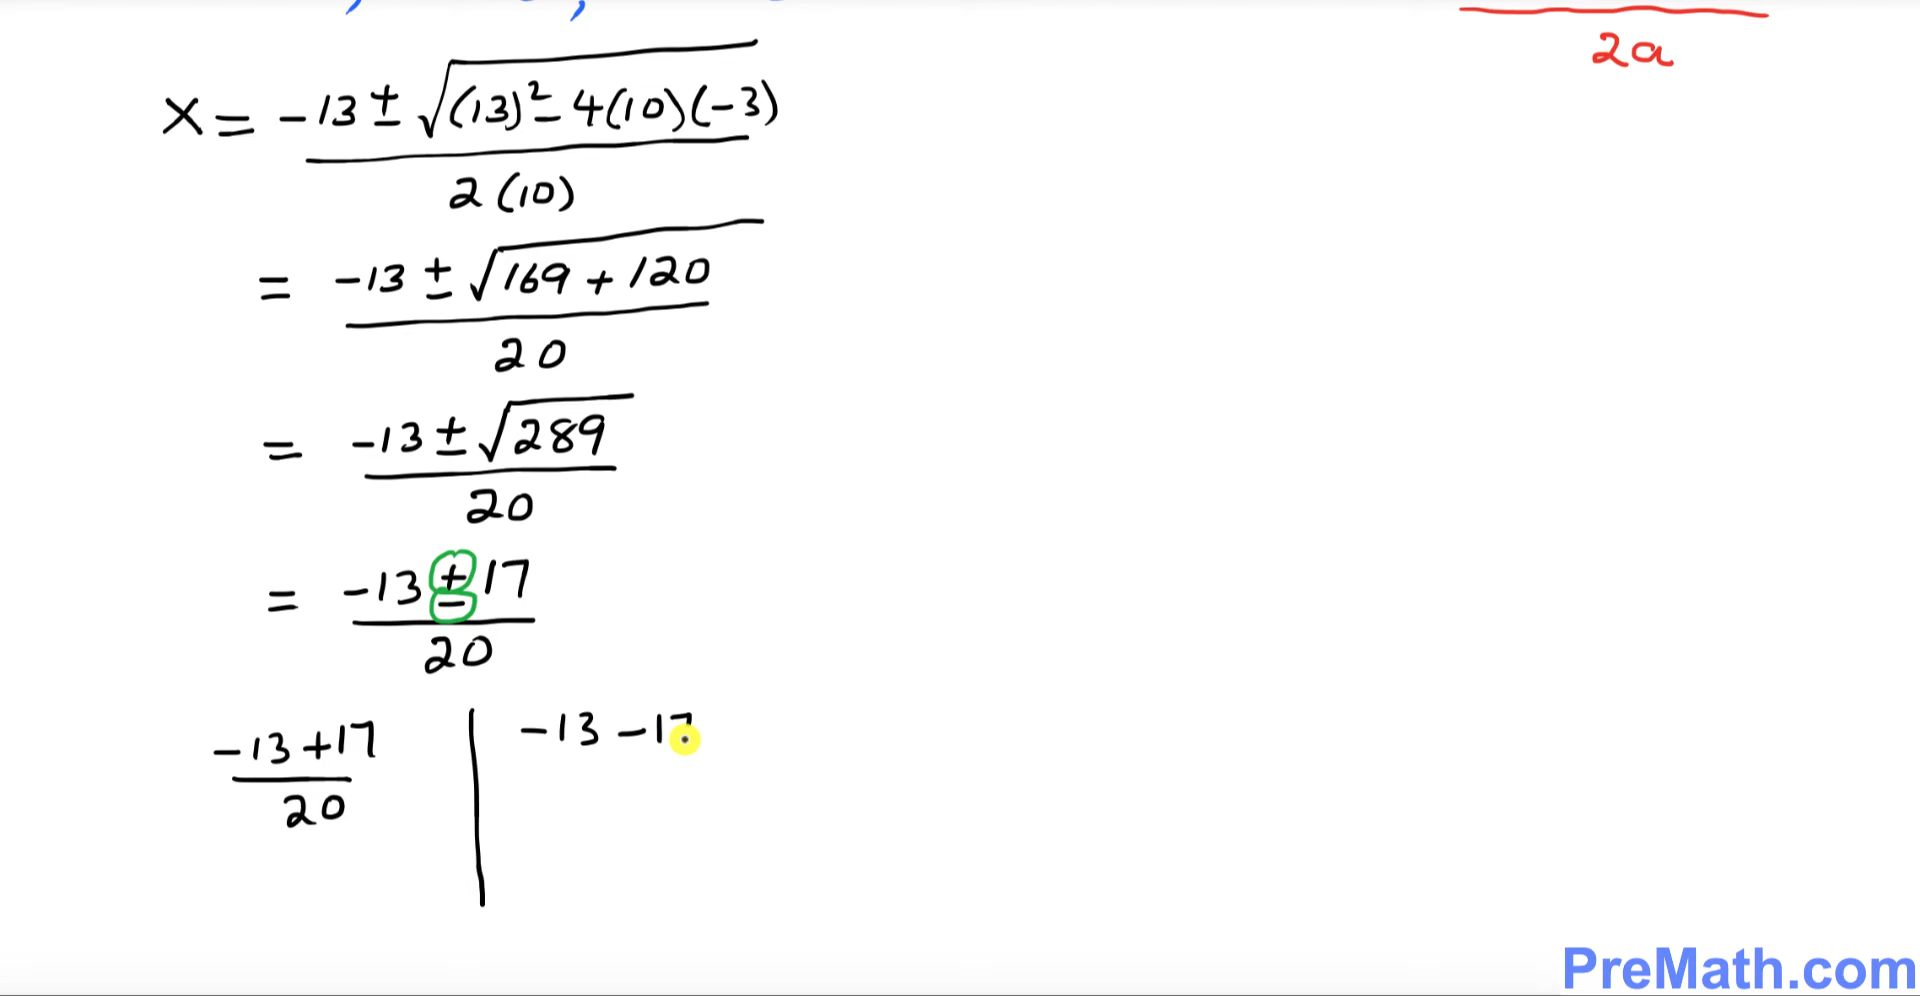 2a
x = -13 ± √(13)² - 4(10)(-3)
2(10)
= -13 ± √169 + 120
20
= -13 ± √289
20
= -13 ± 17
20
-13 + 17
20
-13 - 17
PreMath.com